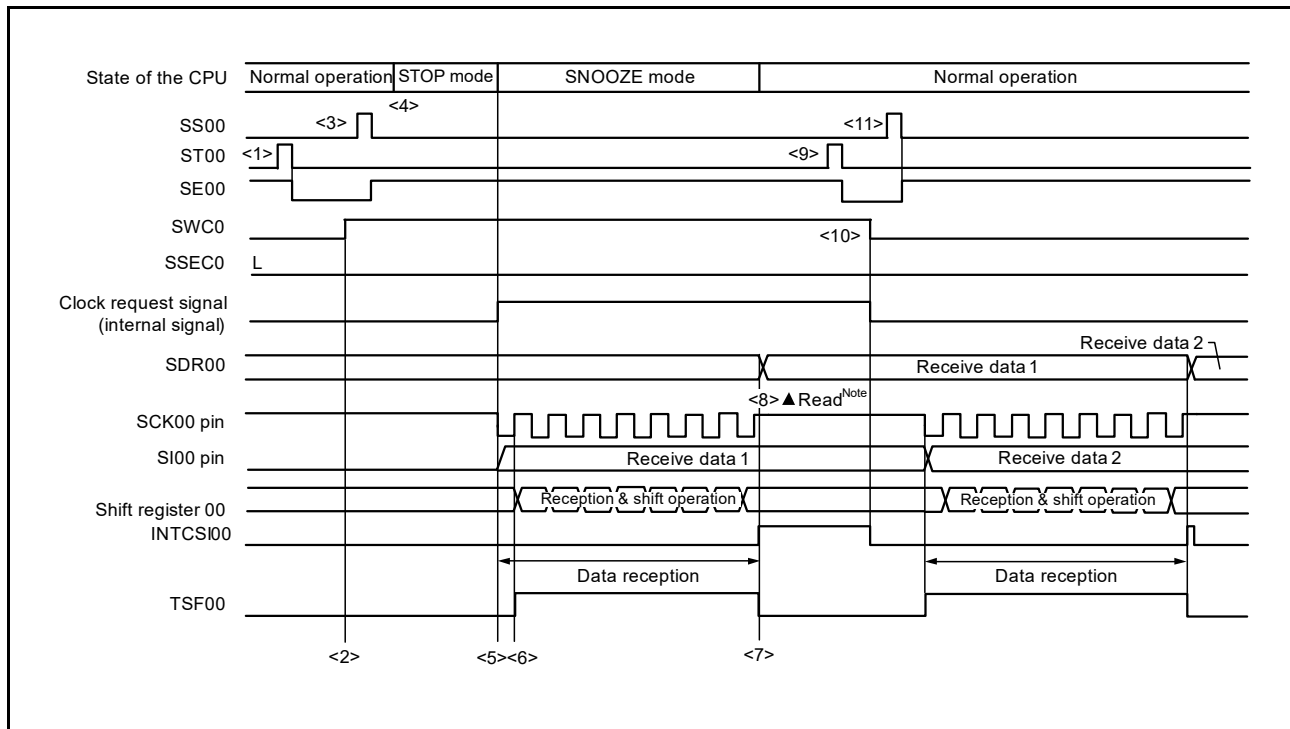 State of the CPU Normal operation STOP mode SNOOZE mode Normal operation
<4>
SS00 <3> <11>
ST00 <1> <9>
SE00
SWC0 <10>
SSEC0 L
Clock request signal
(internal signal)
Receive data 2
SDR00 Receive data 1
<8>▲Read Note
SCK00 pin
SI00 pin Receive data 1 Receive data 2
Shift register 00 Reception & shift operation Reception & shift operation
INTCSI00
Data reception Data reception
TSF00
<2> <5><6> <7>